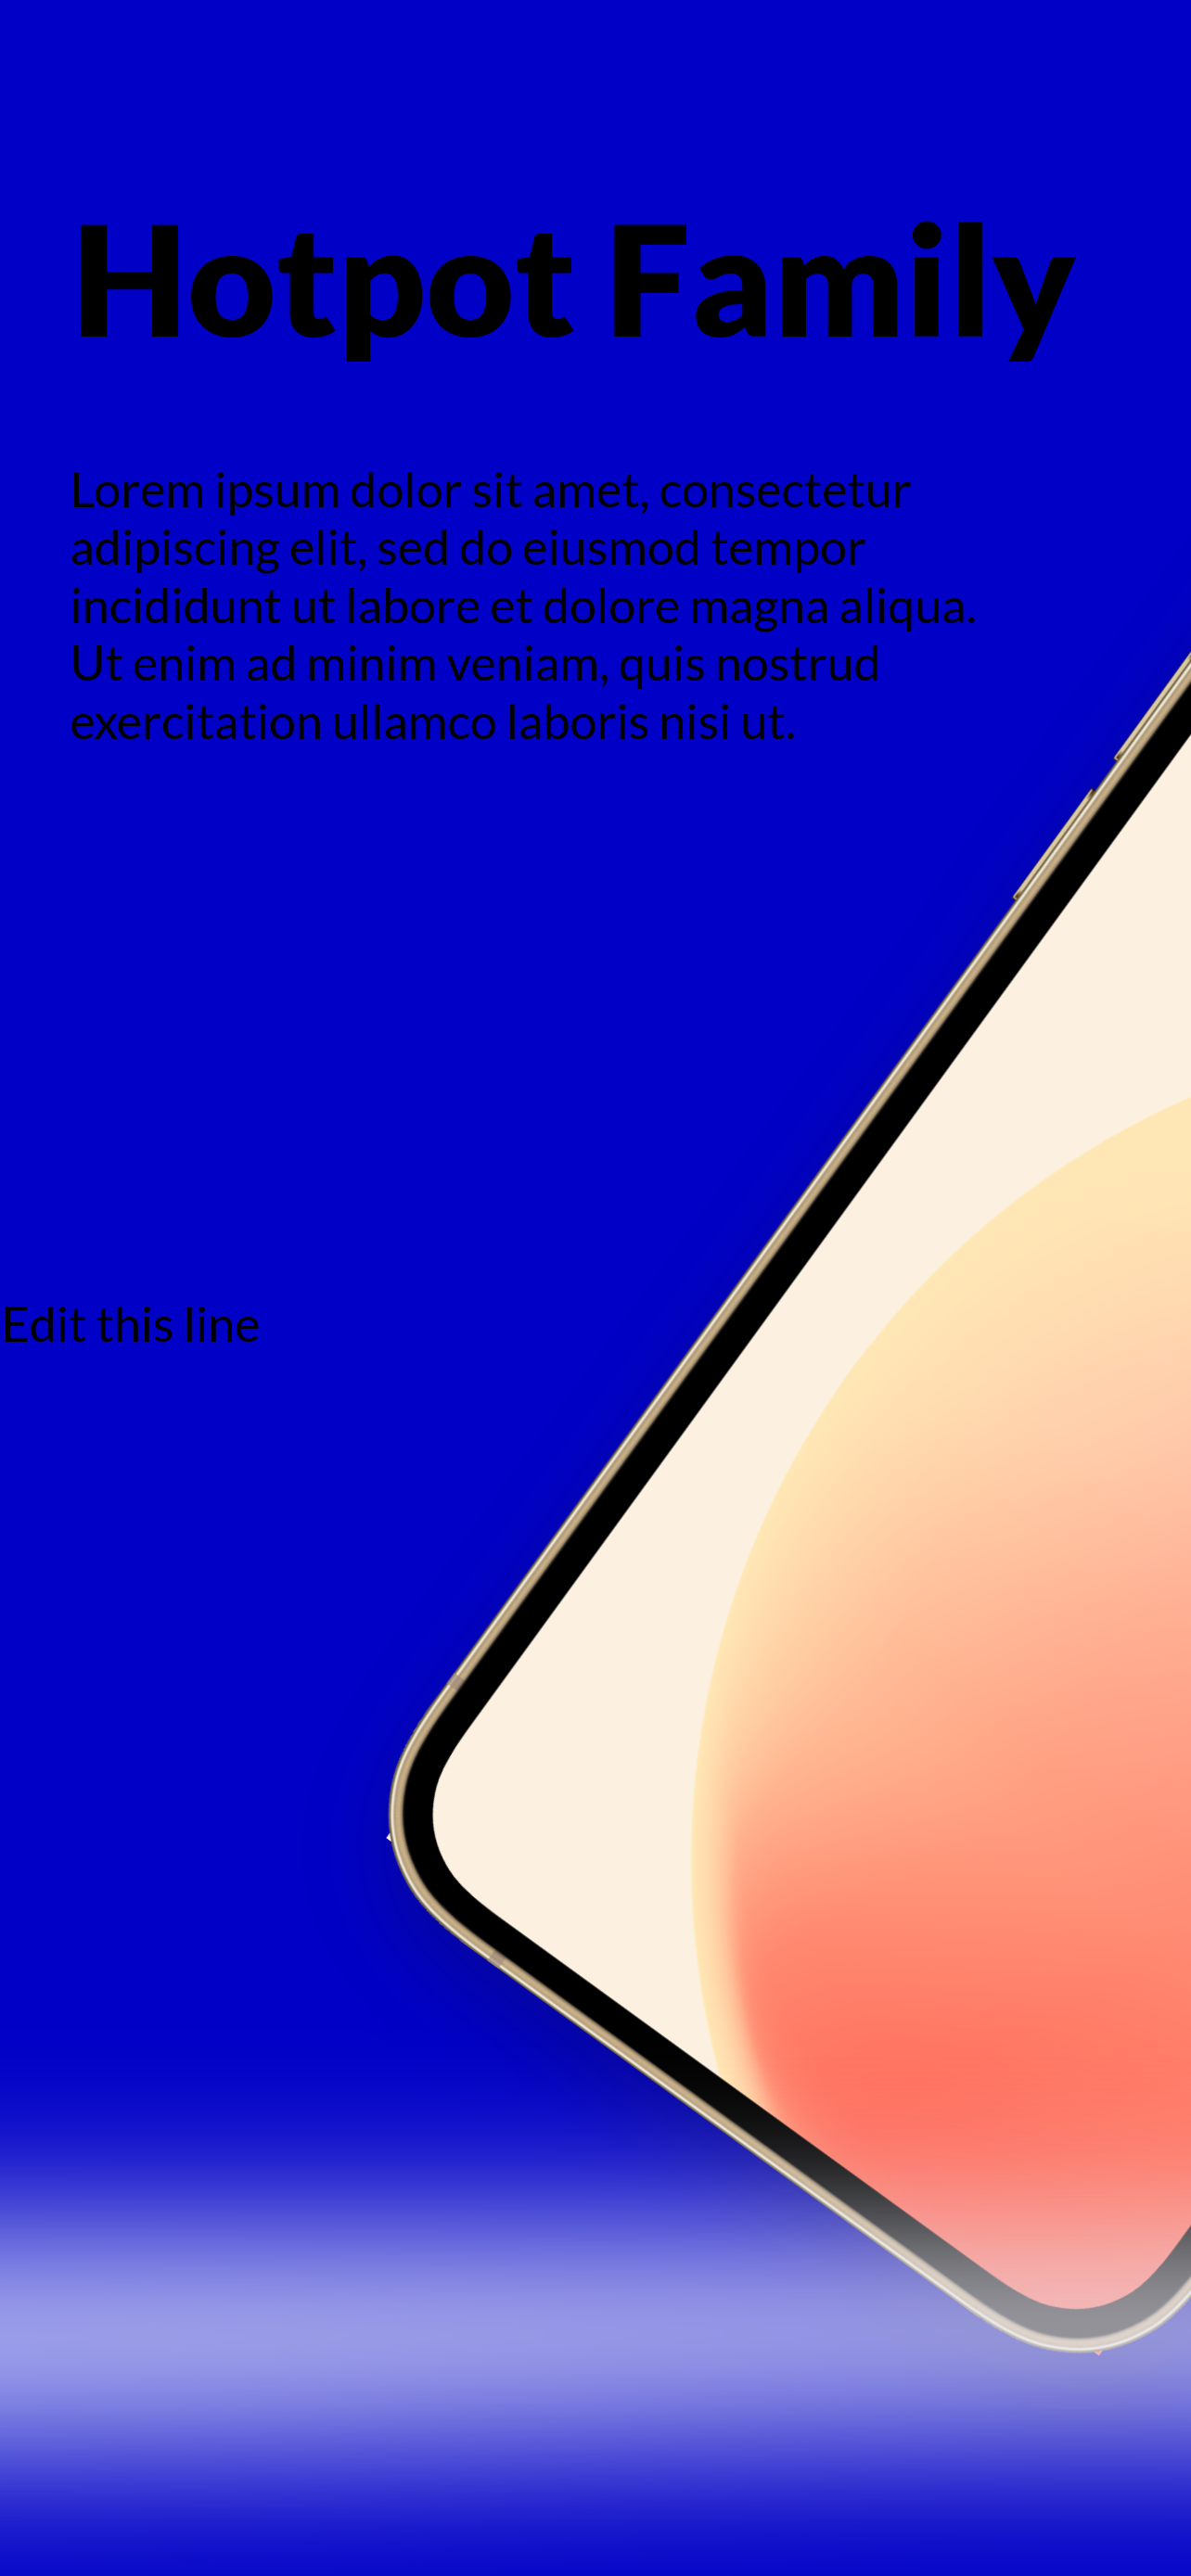 Hotpot Family
Lorem ipsum dolor sit amet, consectetur
adipiscing elit, sed do eiusmod tempor
incididunt ut labore et dolore magna aliqua.
Ut enim ad minim veniam, quis nostrud
exercitation ullamco laboris nisi ut.
Edit this line